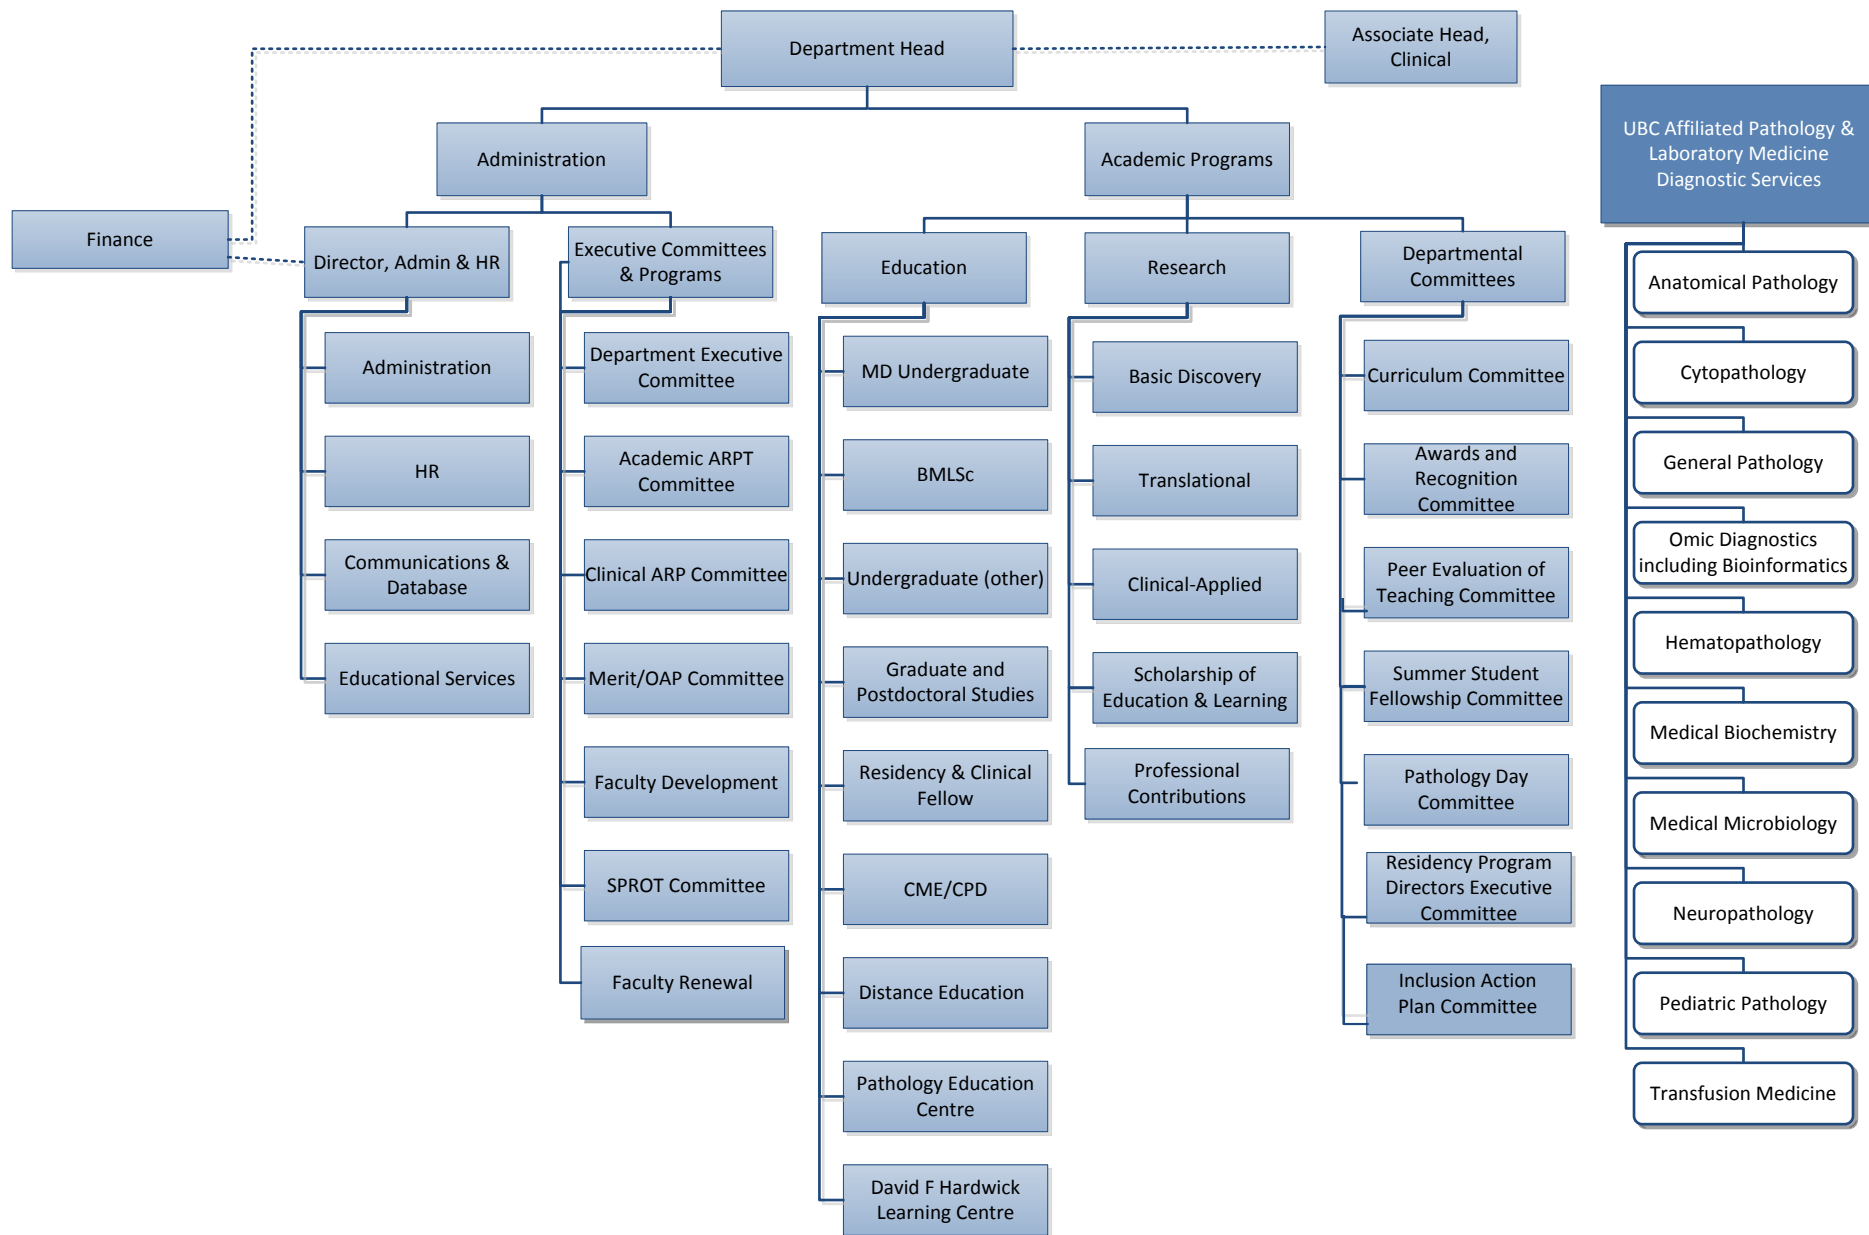 Department Head
Associate Head,
Clinical
UBC Affiliated Pathology &
Laboratory Medicine
Diagnostic Services
Administration
Academic Programs
Finance
Director, Admin & HR
Executive Committees
& Programs
Education
Research
Departmental
Committees
Administration
HR
Communications &
Database
Educational Services
Department Executive
Committee
Academic ARPT
Committee
Clinical ARP Committee
Merit/OAP Committee
Faculty Development
SPROT Committee
Faculty Renewal
MD Undergraduate
BMLSc
Undergraduate (other)
Graduate and
Postdoctoral Studies
Residency & Clinical
Fellow
CME/CPD
Distance Education
Pathology Education
Centre
David F Hardwick
Learning Centre
Basic Discovery
Translational
Clinical-Applied
Scholarship of
Education & Learning
Professional
Contributions
Curriculum Committee
Awards and
Recognition
Committee
Peer Evaluation of
Teaching Committee
Summer Student
Fellowship Committee
Pathology Day
Committee
Residency Program
Directors Executive
Committee
Inclusion Action
Plan Committee
Anatomical Pathology
Cytopathology
General Pathology
Omic Diagnostics
including Bioinformatics
Hematopathology
Medical Biochemistry
Medical Microbiology
Neuropathology
Pediatric Pathology
Transfusion Medicine